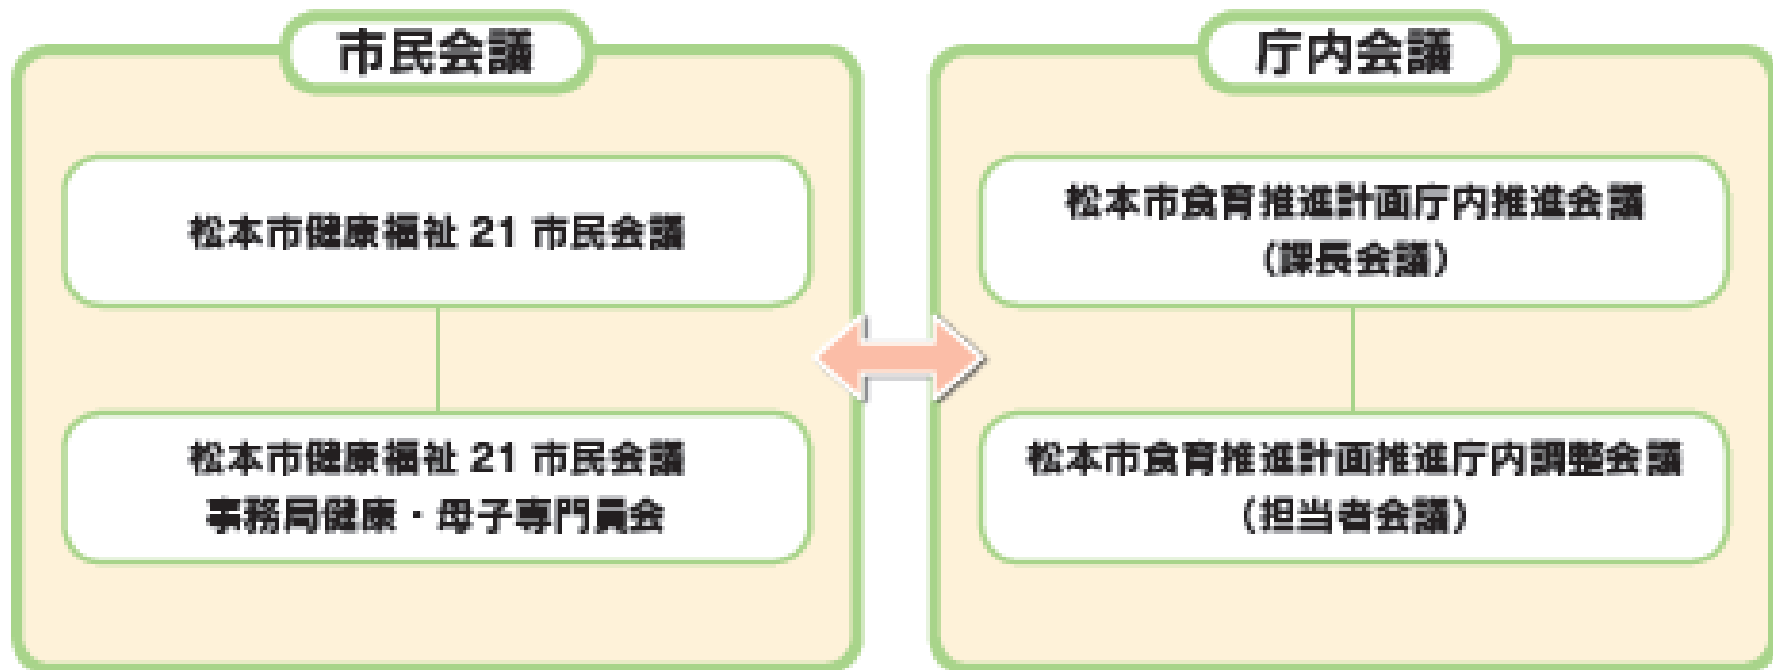 市民会議
松本市健康福祉 21 市民会議
松本市健康福祉 21 市民会議
事務局健康・母子専門員会
庁内会議
松本市食育推進計画庁内推進会議
(課長会議)
松本市食育推進計画推進庁内調整会議
(担当者会議)